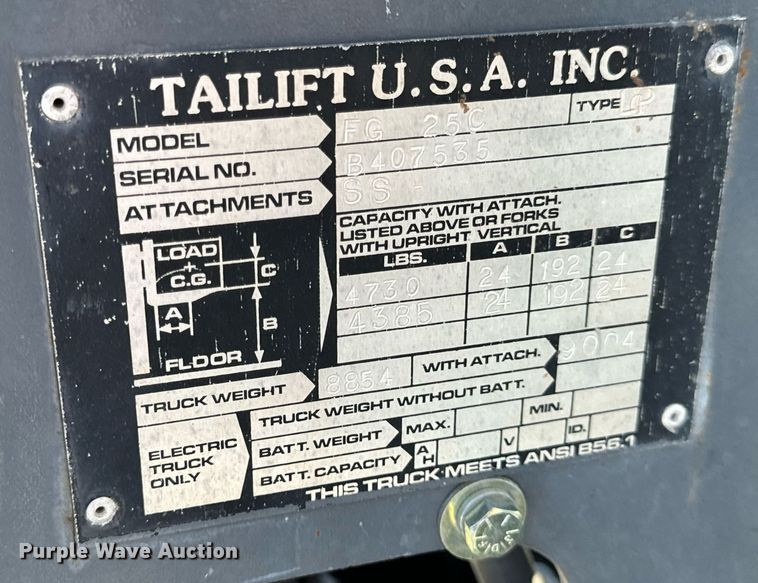 TAILIFT U.S.A. INC.
MODEL FG 25C TYPE LP
SERIAL NO. B407535
ATTACHMENTS SS -
CAPACITY WITH ATTACH.
LISTED ABOVE OR FORKS
WITH UPRIGHT VERTICAL
LBS. A B C
4730 24 192 24
4385 24 192 24
LOAD
C.G.
C
A
B
FLOOR
TRUCK WEIGHT 8854 WITH ATTACH. 9004
ELECTRIC
TRUCK
ONLY
TRUCK WEIGHT WITHOUT BATT.
BATT. WEIGHT MAX. MIN.
BATT. CAPACITY A H V ID.
THIS TRUCK MEETS ANSI B56.1
Purple Wave Auction